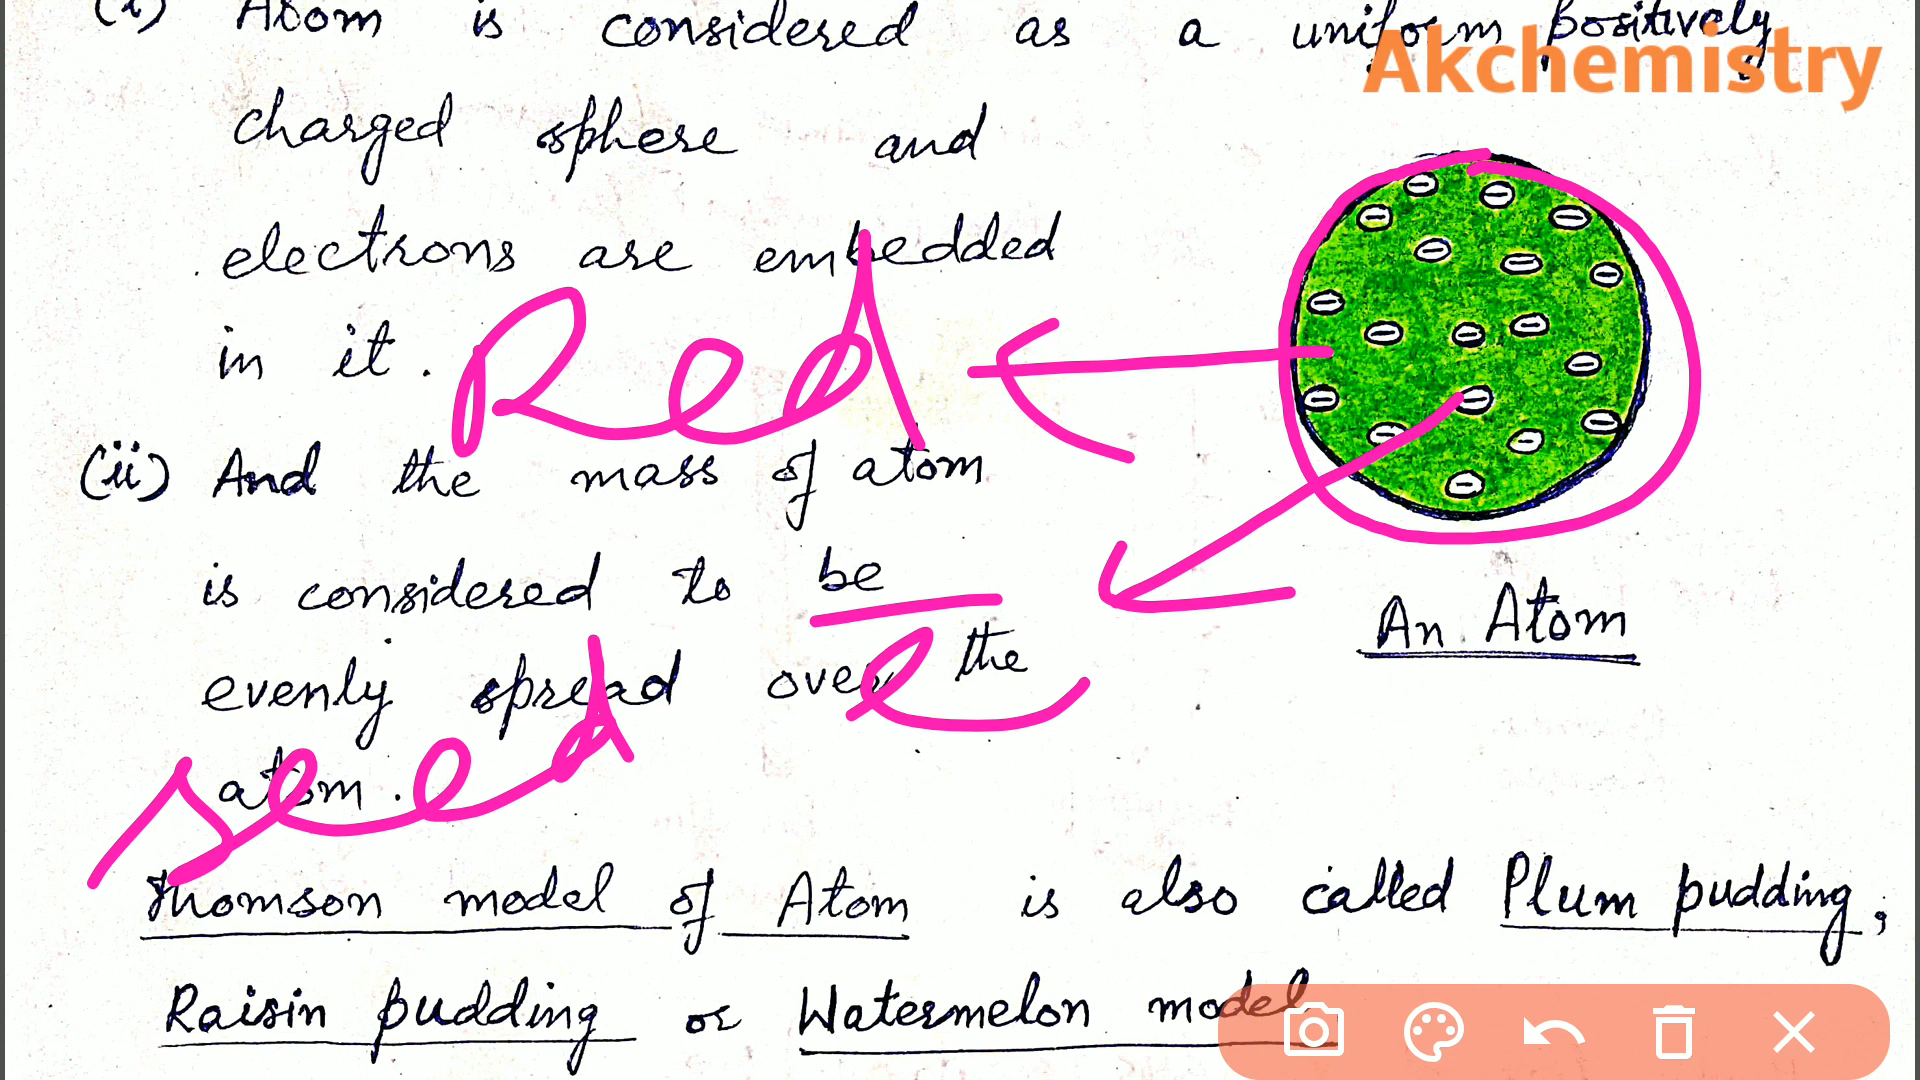 (i) Atom is considered as a uniform positively
Akchemistry
charged sphere and
electrons are embedded
in it.
Red
(ii) And the mass of atom
is considered to be
evenly spread over the
atom.
seed
e
An Atom
Thomson model of Atom is also called Plum pudding,
Raisin pudding or Watermelon model